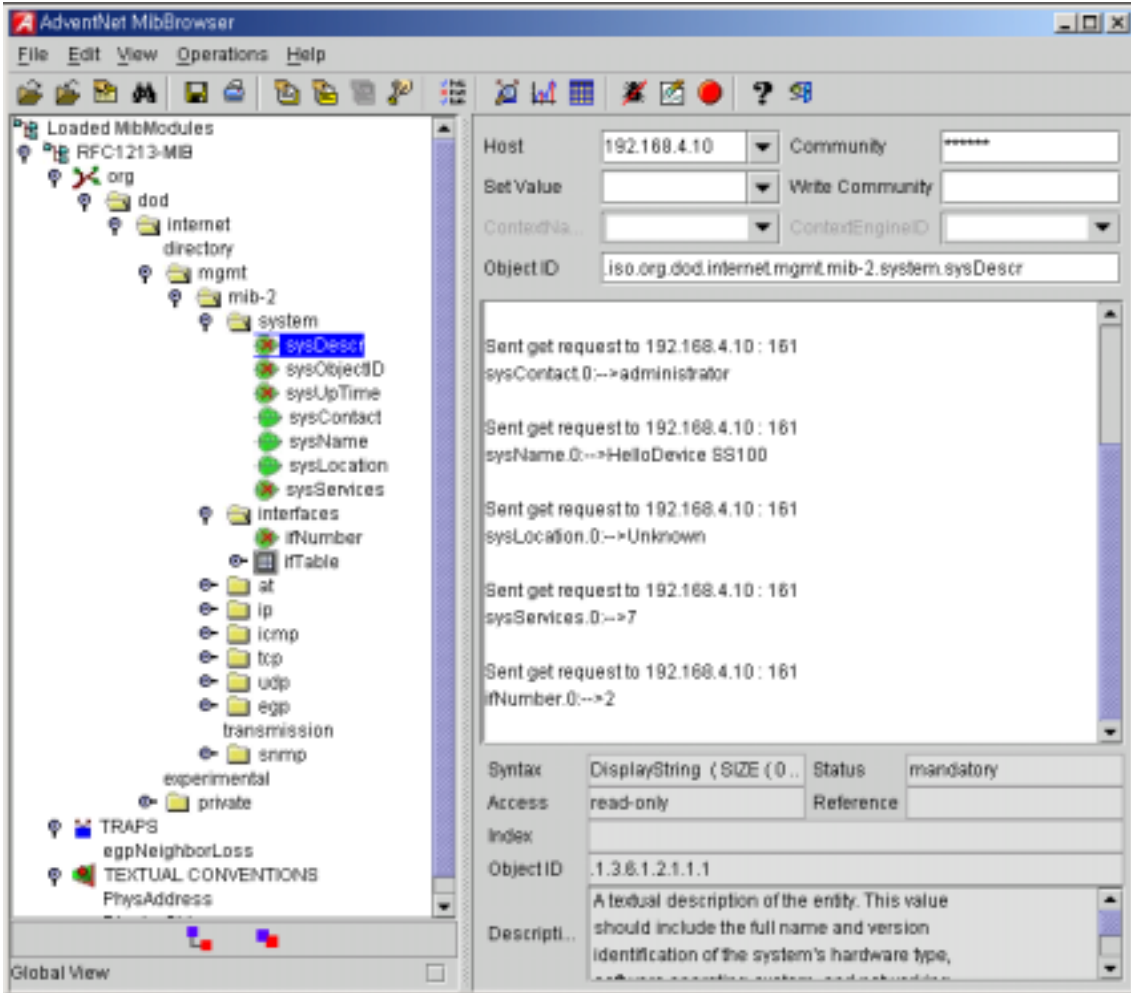 AdventNet MibBrowser
File Edit View Operations Help
Loaded MibModules
RFC1213-MIB
org
dod
internet
directory
mgmt
mib-2
system
sysDescr
sysObjectID
sysUpTime
sysContact
sysName
sysLocation
sysServices
interfaces
ifNumber
ifTable
at
ip
icmp
tcp
udp
egp
transmission
snmp
experimental
private
TRAPS
egpNeighborLoss
TEXTUAL CONVENTIONS
PhysAddress
Global View
Host 192.168.4.10 Community ******
Set Value Write Community
ContextNa... ContextEngineID
Object ID .iso.org.dod.internet.mgmt.mib-2.system.sysDescr
Sent get request to 192.168.4.10 : 161
sysContact.0:-->administrator
Sent get request to 192.168.4.10 : 161
sysName.0:-->HelloDevice SS100
Sent get request to 192.168.4.10 : 161
sysLocation.0:-->Unknown
Sent get request to 192.168.4.10 : 161
sysServices.0:-->7
Sent get request to 192.168.4.10 : 161
ifNumber.0:-->2
Syntax DisplayString ( SIZE ( 0 .. Status mandatory
Access read-only Reference
Index
Object ID .1.3.6.1.2.1.1.1
Descripti... A textual description of the entity. This value
should include the full name and version
identification of the system's hardware type,